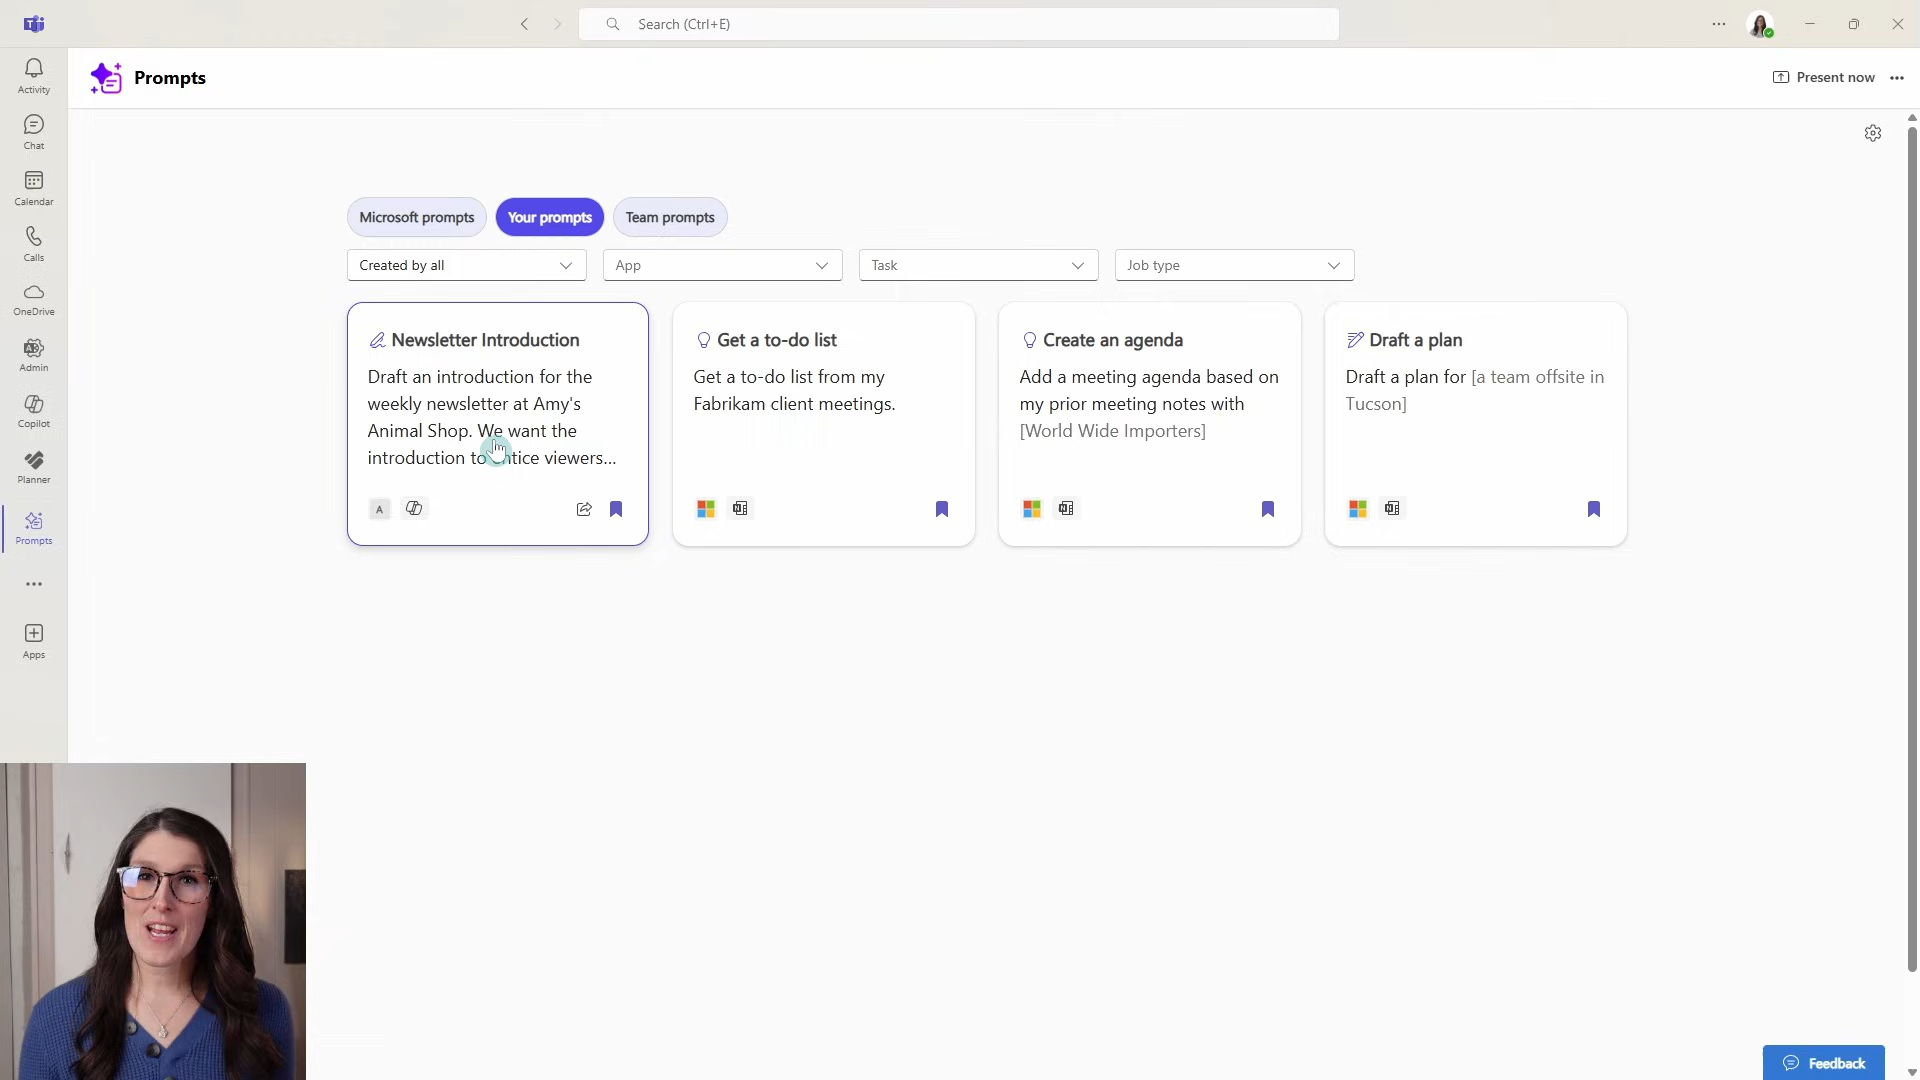 Search (Ctrl+E)
Activity
Chat
Calendar
Calls
OneDrive
Admin
Copilot
Planner
Prompts
Apps
Prompts
Present now
Microsoft prompts
Your prompts
Team prompts
Created by all
App
Task
Job type
Newsletter Introduction
Draft an introduction for the
weekly newsletter at Amy's
Animal Shop. We want the
introduction to entice viewers...
A
Get a to-do list
Get a to-do list from my
Fabrikam client meetings.
Create an agenda
Add a meeting agenda based on
my prior meeting notes with
[World Wide Importers]
Draft a plan
Draft a plan for [a team offsite in
Tucson]
Feedback